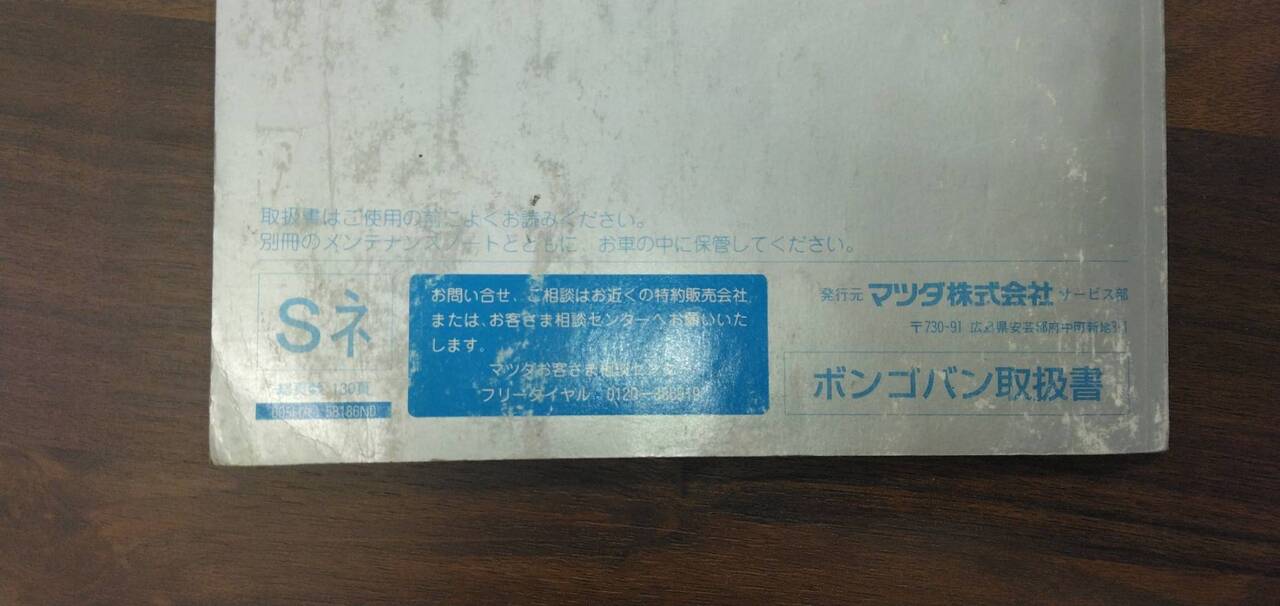 取扱書はご使用の前によくお読みください。
別冊のメンテナンスノートとともに、お車の中に保管してください。
Sネ
130頁
お問い合せ、ご相談はお近くの特約販売会社
または、お客さま相談センターへお願いいた
します。
マツダお客さま相談センター
フリーダイヤル
発行元 マツダ株式会社 サービス部
〒730-91 広島県安芸郡府中町新地3-1
ボンゴバン取扱書